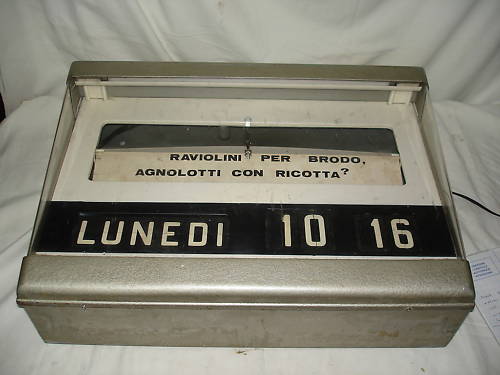 RAVIOLINI PER BRODO,
AGNOLOTTI CON RICOTTA?
LUNEDI 10 16